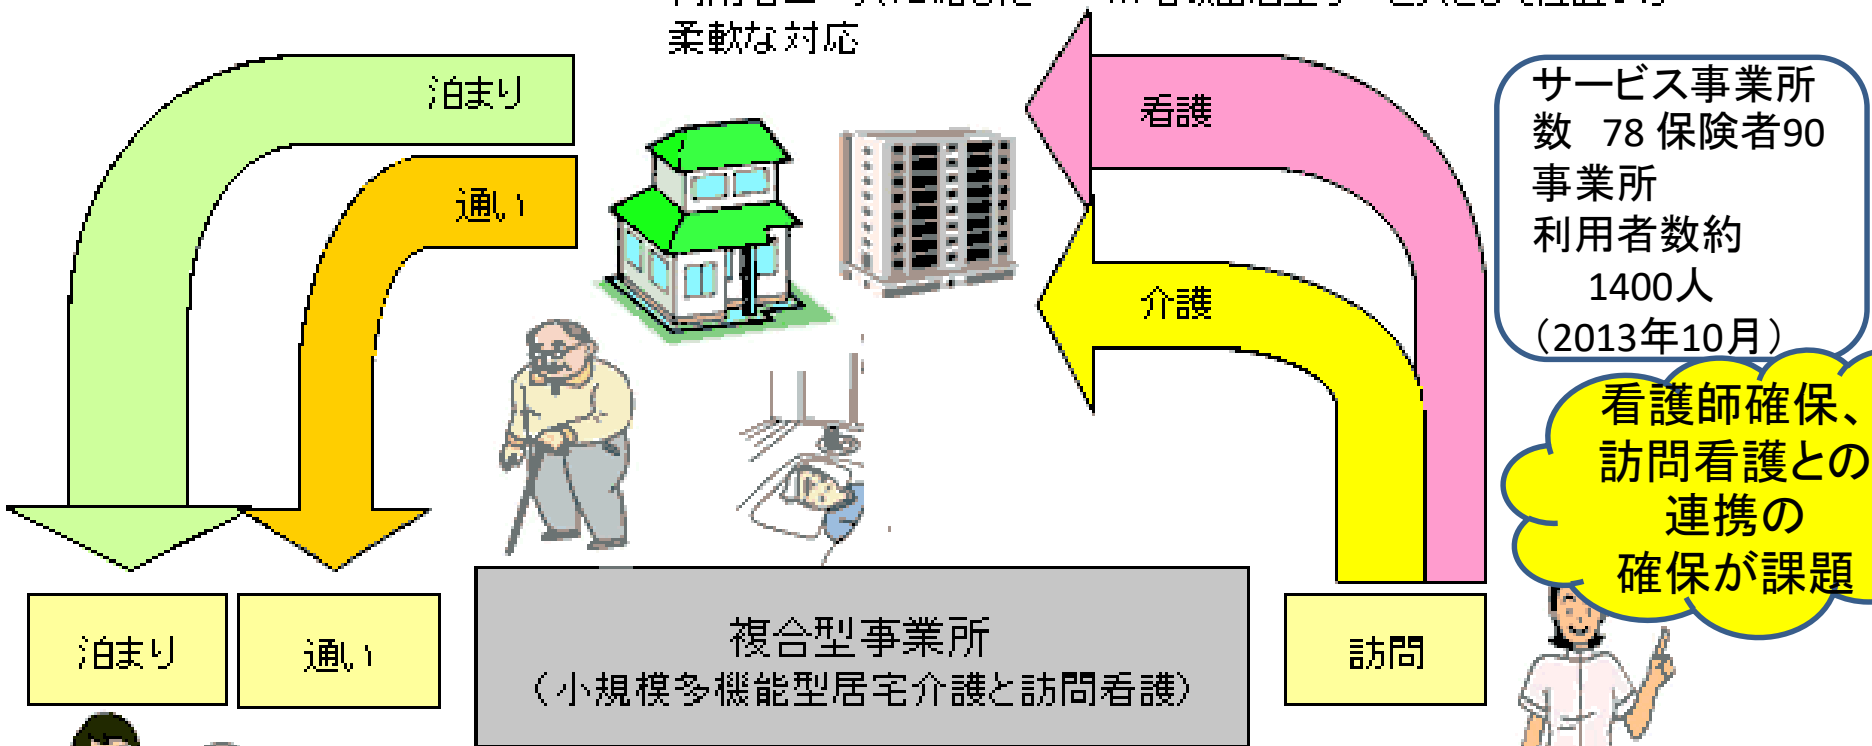 柔軟な対応
泊まり
通い
看護
介護
サービス事業所
数 78 保険者90
事業所
利用者数約
1400人
（2013年10月）
看護師確保、
訪問看護との
連携の
確保が課題
泊まり
通い
複合型事業所
（小規模多機能型居宅介護と訪問看護）
訪問